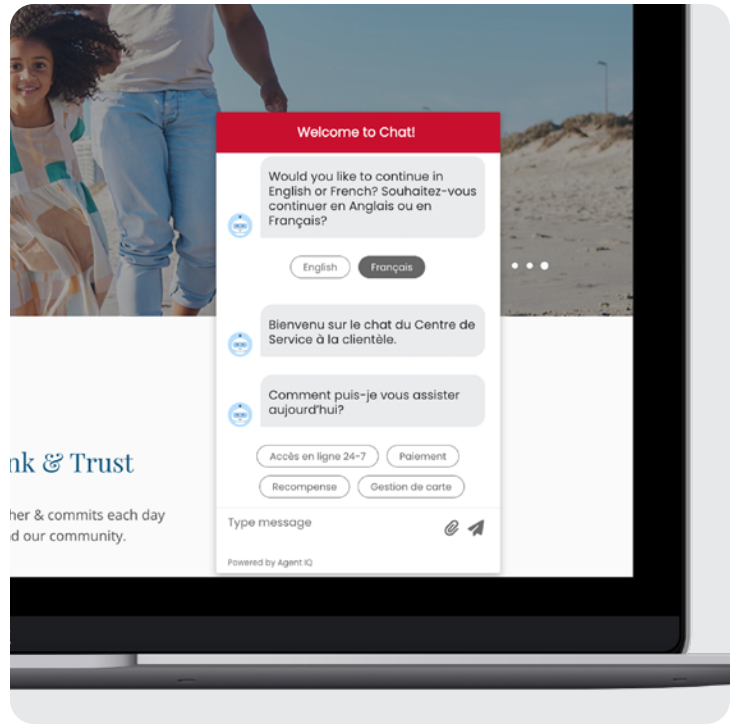 Welcome to Chat!
Would you like to continue in
English or French? Souhaitez-vous
continuer en Anglais ou en
Français?
English
Français
Bienvenu sur le chat du Centre de
Service à la clientèle.
Comment puis-je vous assister
aujourd'hui?
Accès en ligne 24-7
Paiement
Recompense
Gestion de carte
Type message
Powered by Agent IQ
& Trust
& commits each day
our community.